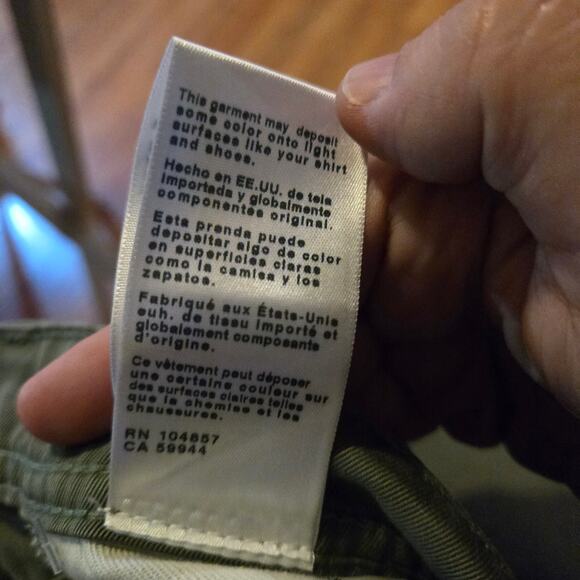 This garment may deposit
some color onto light
surfaces like your shirt
and shoes.
Hecho en EE.UU. de tela
importada y globalmente
componentes original.
Esta prenda puede
depositar algo de color
en superficies claras
como la camisa y los
zapatos.
Fabriqué aux États-Unis
euh. de tissu importé et
globalement composants
d'origine.
Ce vêtement peut déposer
une certaine couleur sur
des surfaces claires telles
que la chemise et les
chaussures.
RN 104857
CA 59944